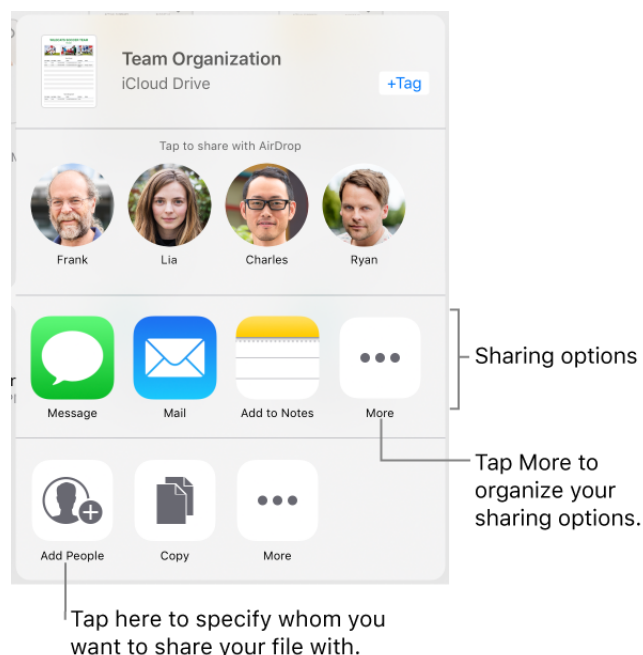 Team Organization
iCloud Drive
+Tag
Tap to share with AirDrop
Frank
Lia
Charles
Ryan
Message
Mail
Add to Notes
More
Sharing options
Tap More to
organize your
sharing options.
Add People
Copy
More
Tap here to specify whom you
want to share your file with.